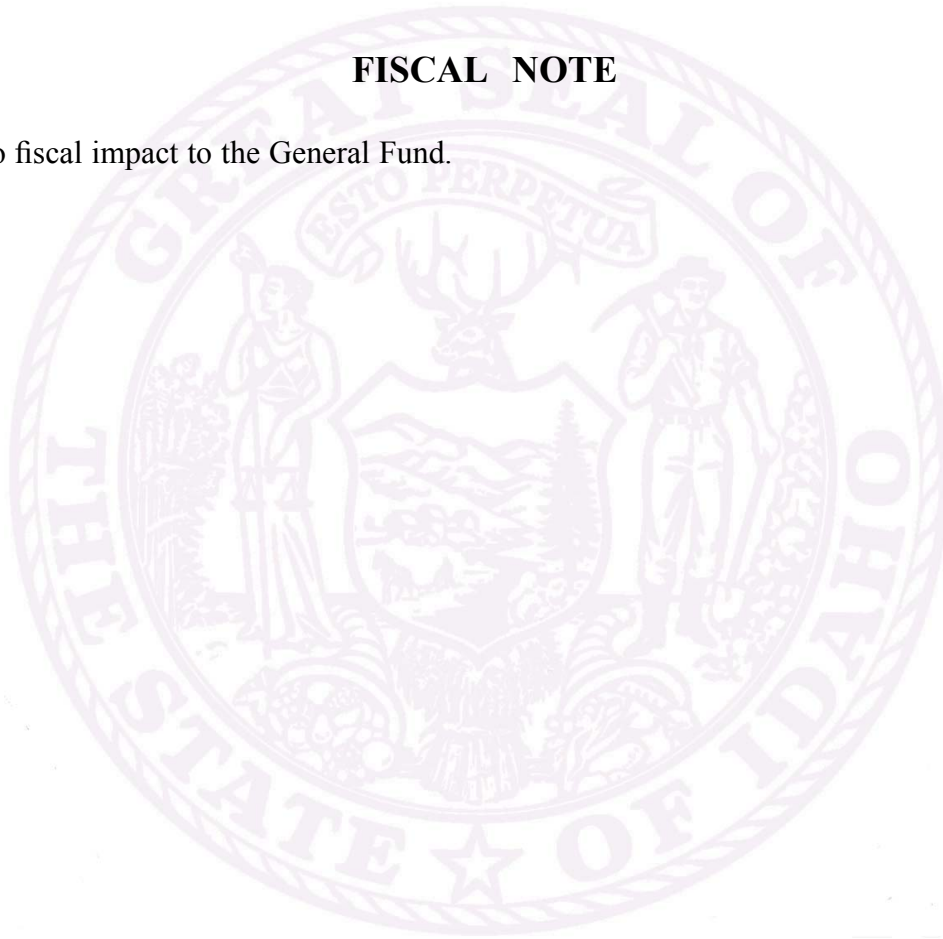 FISCAL NOTE
o fiscal impact to the General Fund.
GREAT SEAL OF
ESTO PERPETUA
THE STATE OF IDAHO